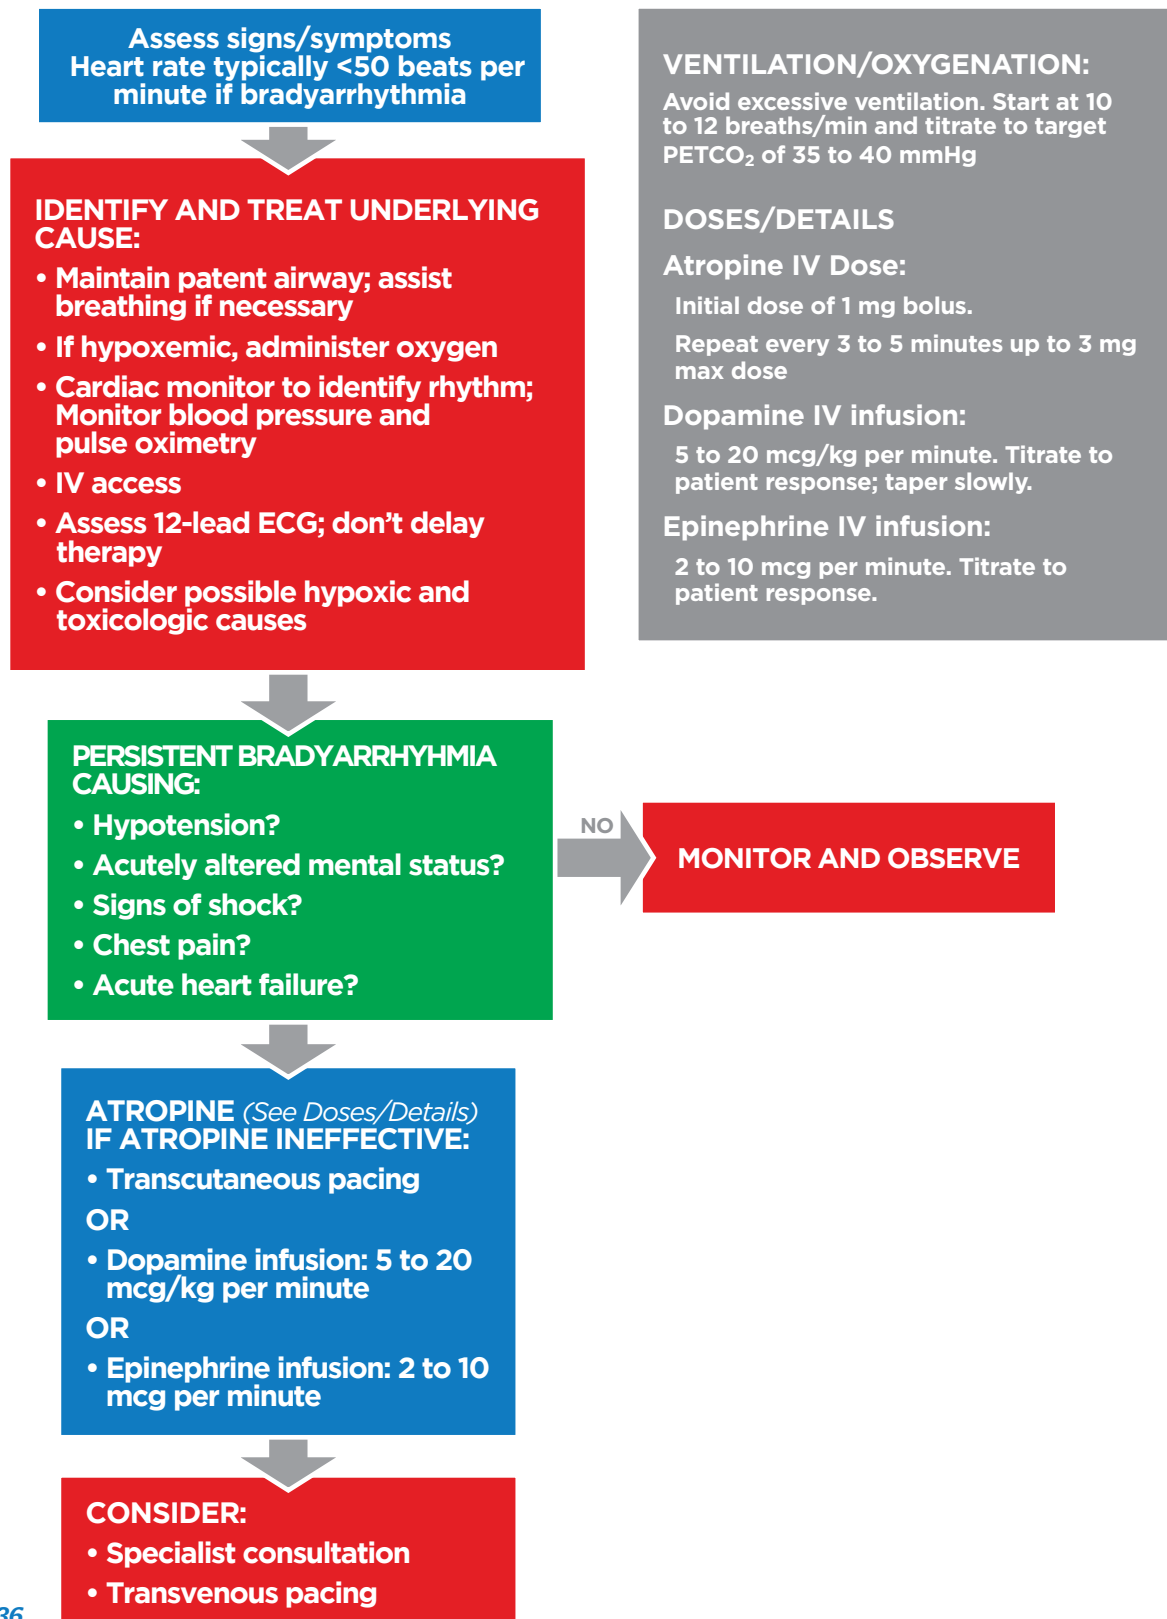 Assess signs/symptoms
Heart rate typically <50 beats per
minute if bradyarrhythmia
IDENTIFY AND TREAT UNDERLYING
CAUSE:
• Maintain patent airway; assist
breathing if necessary
• If hypoxemic, administer oxygen
• Cardiac monitor to identify rhythm;
Monitor blood pressure and
pulse oximetry
• IV access
• Assess 12-lead ECG; don’t delay
therapy
• Consider possible hypoxic and
toxicologic causes
VENTILATION/OXYGENATION:
Avoid excessive ventilation. Start at 10
to 12 breaths/min and titrate to target
PETCO₂ of 35 to 40 mmHg
DOSES/DETAILS
Atropine IV Dose:
Initial dose of 1 mg bolus.
Repeat every 3 to 5 minutes up to 3 mg
max dose
Dopamine IV infusion:
5 to 20 mcg/kg per minute. Titrate to
patient response; taper slowly.
Epinephrine IV infusion:
2 to 10 mcg per minute. Titrate to
patient response.
PERSISTENT BRADYARRHYHMIA
CAUSING:
• Hypotension?
• Acutely altered mental status?
• Signs of shock?
• Chest pain?
• Acute heart failure?
NO
MONITOR AND OBSERVE
ATROPINE (See Doses/Details)
IF ATROPINE INEFFECTIVE:
• Transcutaneous pacing
OR
• Dopamine infusion: 5 to 20
mcg/kg per minute
OR
• Epinephrine infusion: 2 to 10
mcg per minute
CONSIDER:
• Specialist consultation
• Transvenous pacing
36